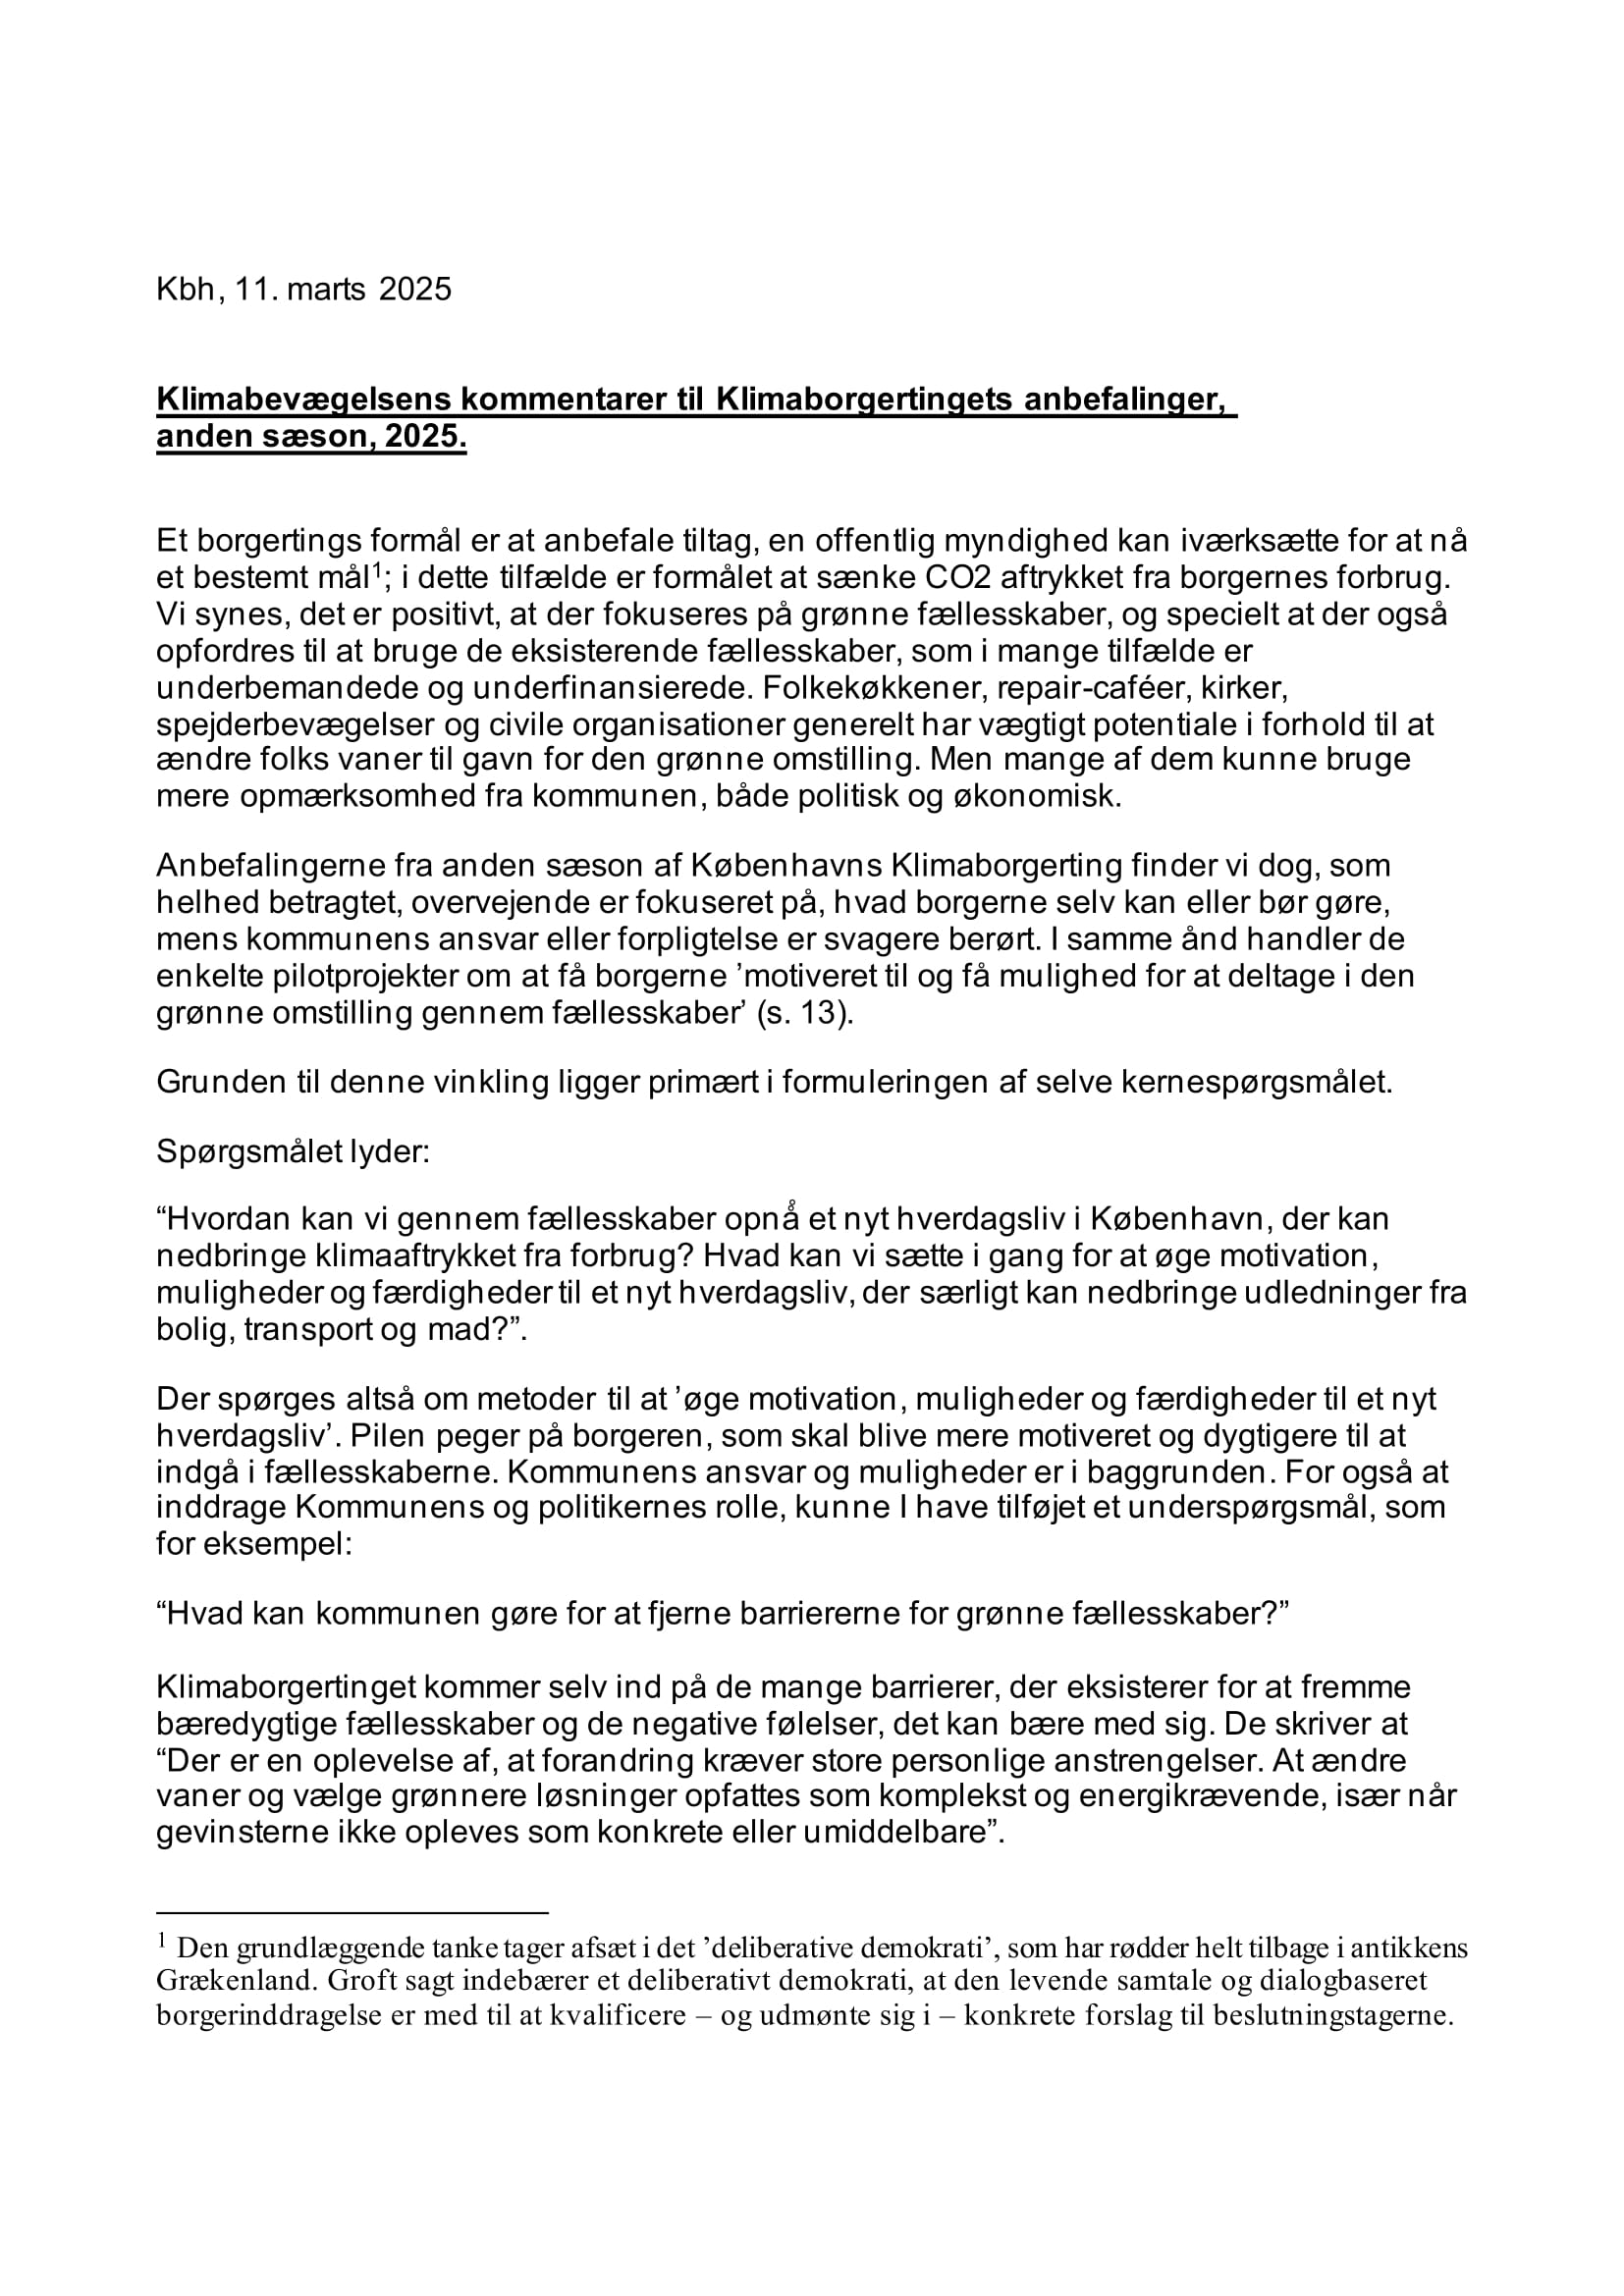 Kbh, 11. marts 2025
Klimabevægelsens kommentarer til Klimaborgertingets anbefalinger,
anden sæson, 2025.
Et borgertings formål er at anbefale tiltag, en offentlig myndighed kan iværksætte for at nå
et bestemt mål¹; i dette tilfælde er formålet at sænke CO2 aftrykket fra borgernes forbrug.
Vi synes, det er positivt, at der fokuseres på grønne fællesskaber, og specielt at der også
opfordres til at bruge de eksisterende fællesskaber, som i mange tilfælde er
underbemandede og underfinansierede. Folkekøkkener, repair-caféer, kirker,
spejderbevægelser og civile organisationer generelt har vægtigt potentiale i forhold til at
ændre folks vaner til gavn for den grønne omstilling. Men mange af dem kunne bruge
mere opmærksomhed fra kommunen, både politisk og økonomisk.
Anbefalingerne fra anden sæson af Københavns Klimaborgerting finder vi dog, som
helhed betragtet, overvejende er fokuseret på, hvad borgerne selv kan eller bør gøre,
mens kommunens ansvar eller forpligtelse er svagere berørt. I samme ånd handler de
enkelte pilotprojekter om at få borgerne ’motiveret til og få mulighed for at deltage i den
grønne omstilling gennem fællesskaber’ (s. 13).
Grunden til denne vinkling ligger primært i formuleringen af selve kernespørgsmålet.
Spørgsmålet lyder:
“Hvordan kan vi gennem fællesskaber opnå et nyt hverdagsliv i København, der kan
nedbringe klimaaftrykket fra forbrug? Hvad kan vi sætte i gang for at øge motivation,
muligheder og færdigheder til et nyt hverdagsliv, der særligt kan nedbringe udledninger fra
bolig, transport og mad?”.
Der spørges altså om metoder til at ’øge motivation, muligheder og færdigheder til et nyt
hverdagsliv’. Pilen peger på borgeren, som skal blive mere motiveret og dygtigere til at
indgå i fællesskaberne. Kommunens ansvar og muligheder er i baggrunden. For også at
inddrage Kommunens og politikernes rolle, kunne I have tilføjet et underspørgsmål, som
for eksempel:
“Hvad kan kommunen gøre for at fjerne barriererne for grønne fællesskaber?”
Klimaborgertinget kommer selv ind på de mange barrierer, der eksisterer for at fremme
bæredygtige fællesskaber og de negative følelser, det kan bære med sig. De skriver at
“Der er en oplevelse af, at forandring kræver store personlige anstrengelser. At ændre
vaner og vælge grønnere løsninger opfattes som komplekst og energikrævende, især når
gevinsterne ikke opleves som konkrete eller umiddelbare”.
¹ Den grundlæggende tanke tager afsæt i det ’deliberative demokrati’, som har rødder helt tilbage i antikkens
Grækenland. Groft sagt indebærer et deliberativt demokrati, at den levende samtale og dialogbaseret
borgerinddragelse er med til at kvalificere – og udmønte sig i – konkrete forslag til beslutningstagerne.